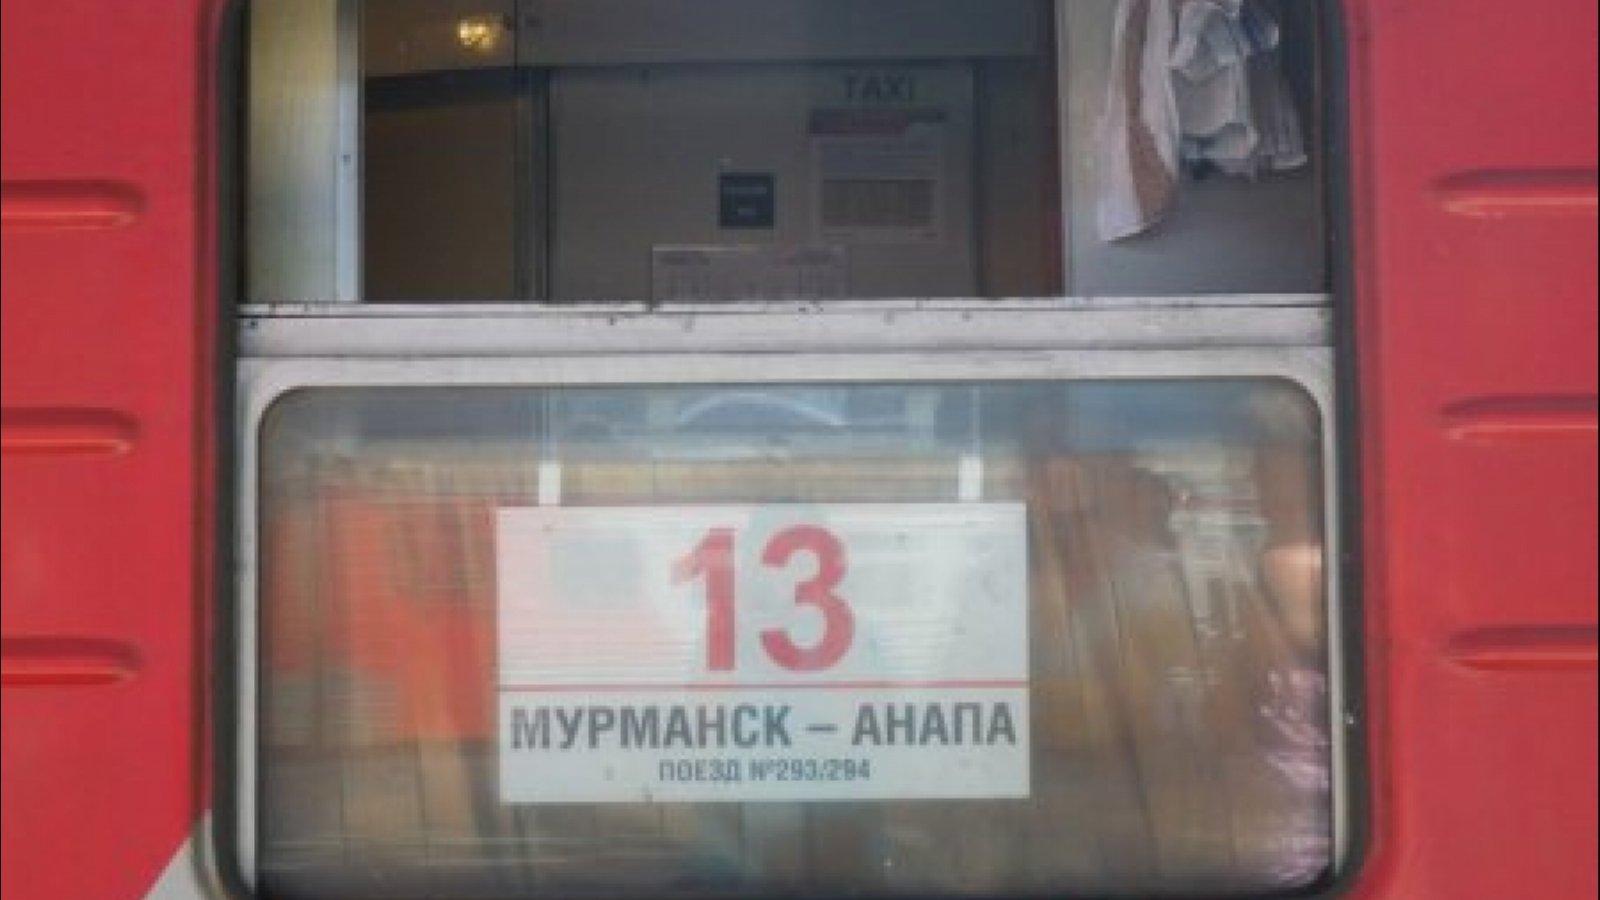 TAXI
13
МУРМАНСК – АНАПА
ПОЕЗД №293/294